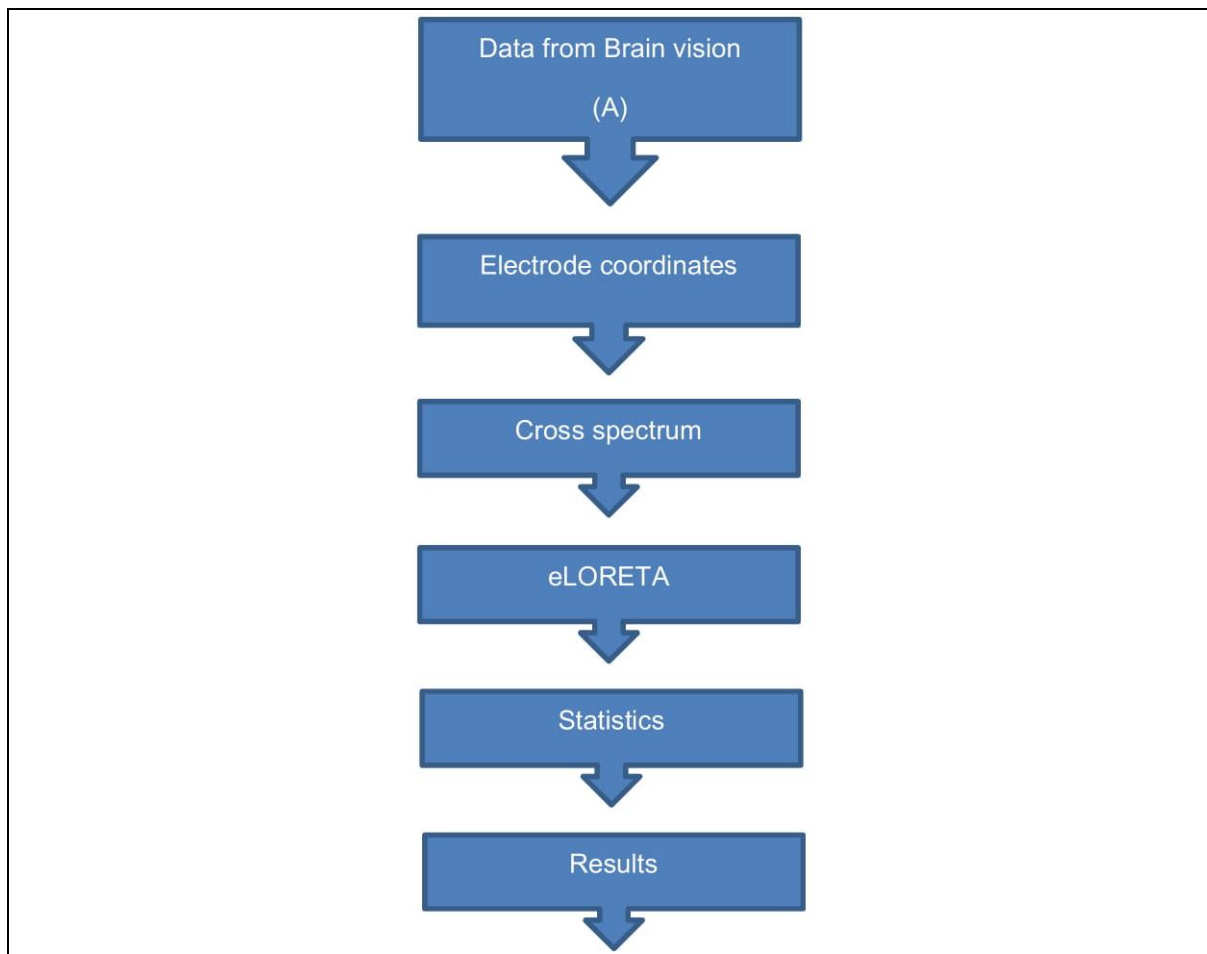 Data from Brain vision
(A)
Electrode coordinates
Cross spectrum
eLORETA
Statistics
Results